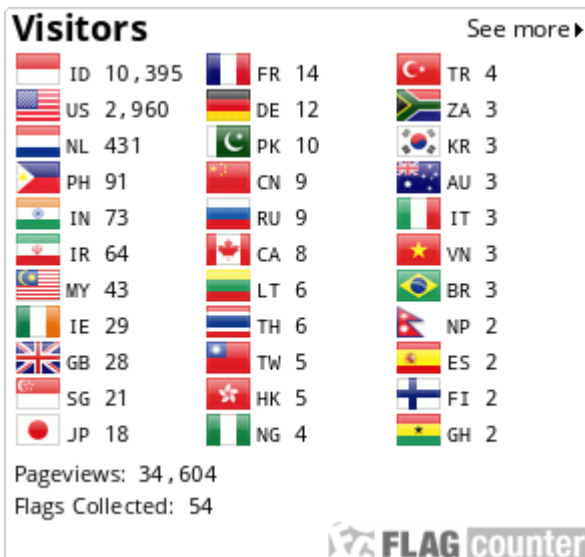 Visitors
See more
ID 10,395
US 2,960
NL 431
PH 91
IN 73
IR 64
MY 43
IE 29
GB 28
SG 21
JP 18
FR 14
DE 12
PK 10
CN 9
RU 9
CA 8
LT 6
TH 6
TW 5
HK 5
NG 4
TR 4
ZA 3
KR 3
AU 3
IT 3
VN 3
BR 3
NP 2
ES 2
FI 2
GH 2
Pageviews: 34,604
Flags Collected: 54
FLAG counter